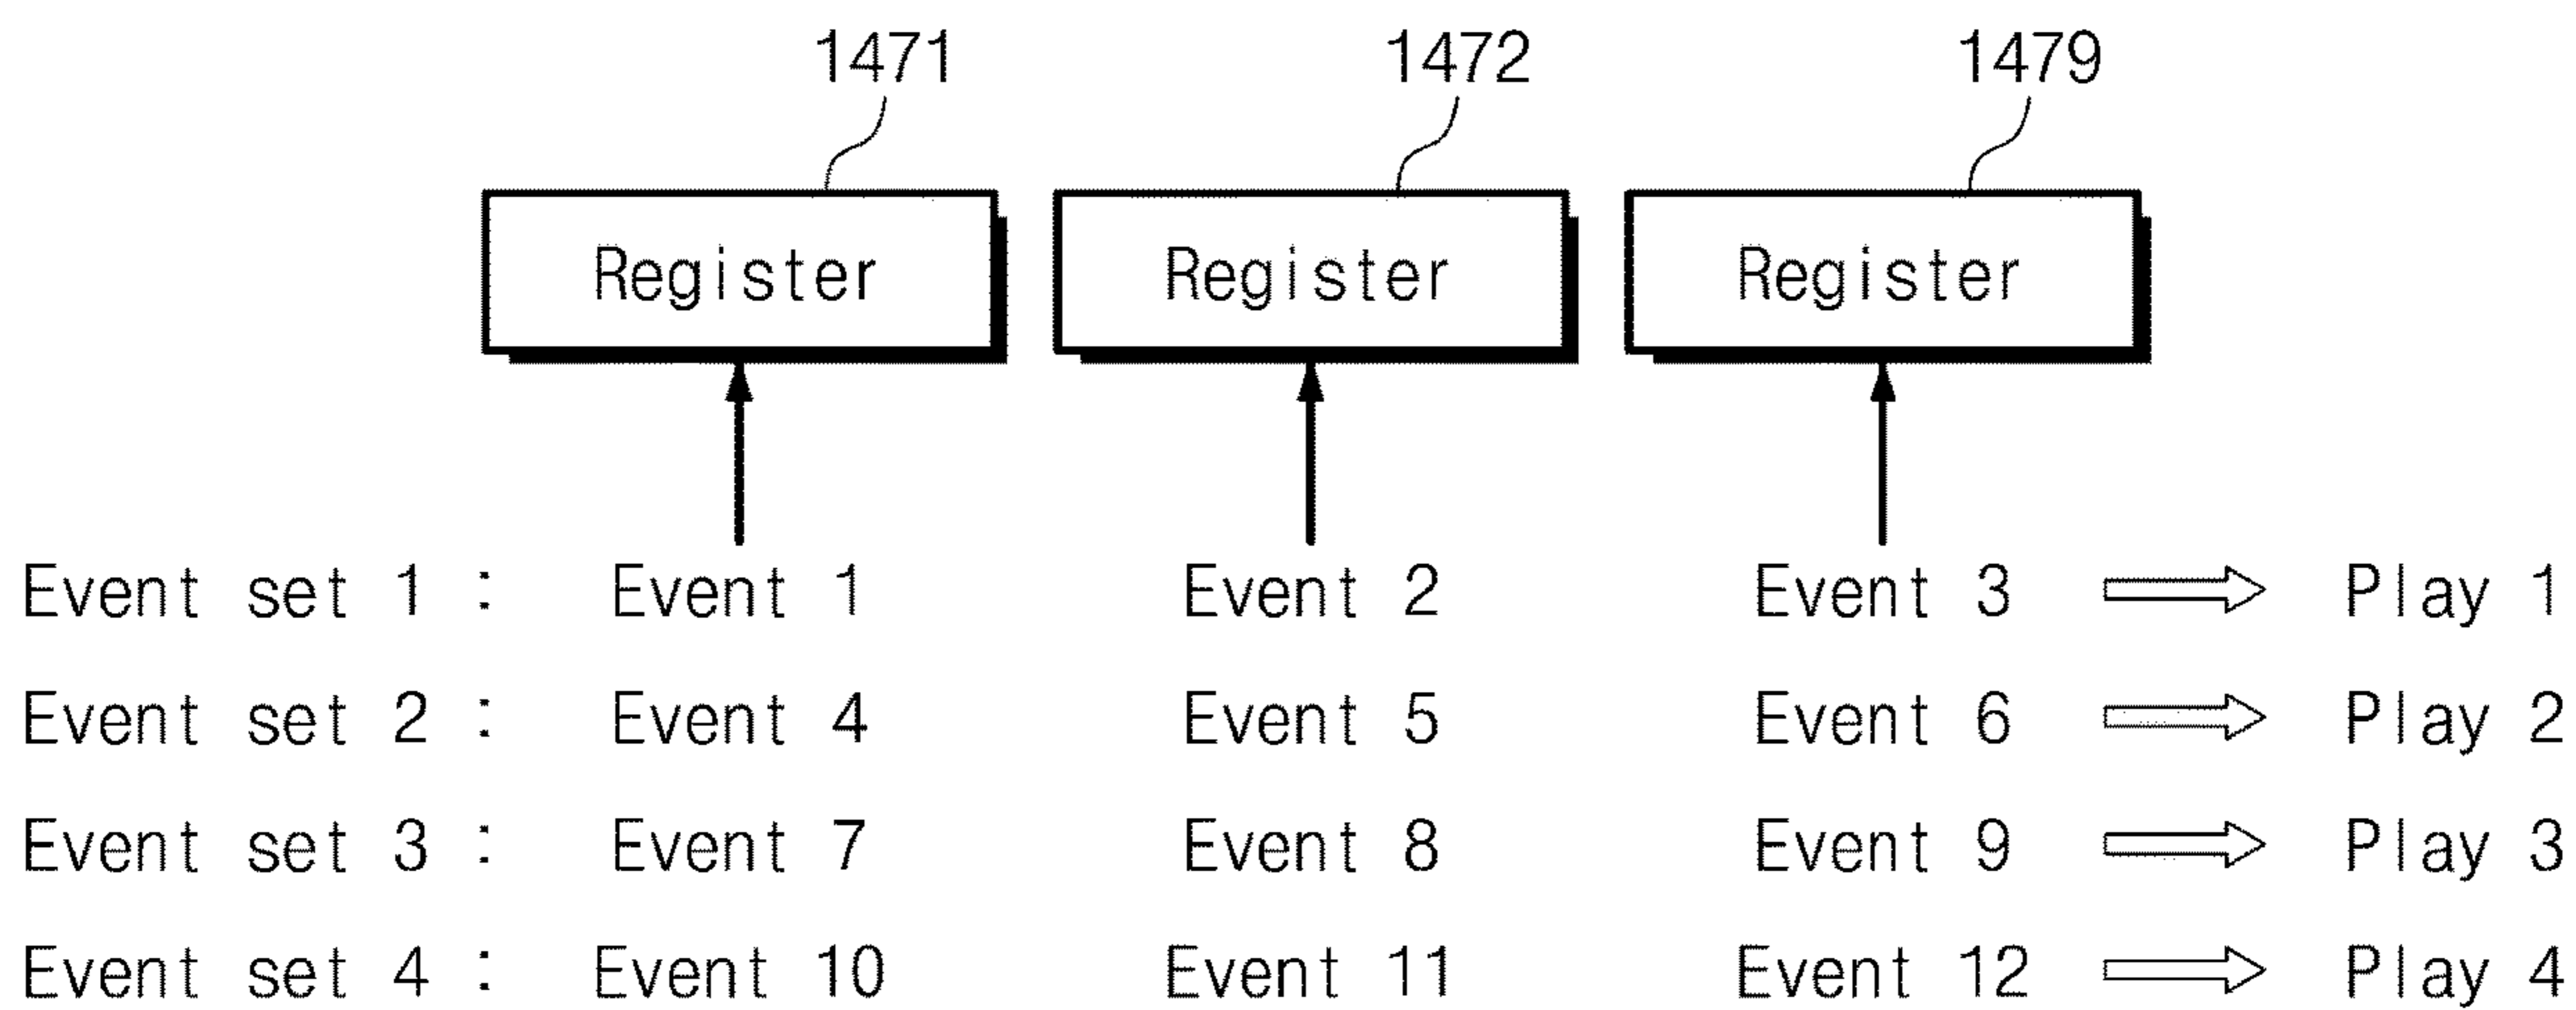 1471 1472 1479
Register Register Register
Event set 1 : Event 1 Event 2 Event 3 Play 1
Event set 2 : Event 4 Event 5 Event 6 Play 2
Event set 3 : Event 7 Event 8 Event 9 Play 3
Event set 4 : Event 10 Event 11 Event 12 Play 4